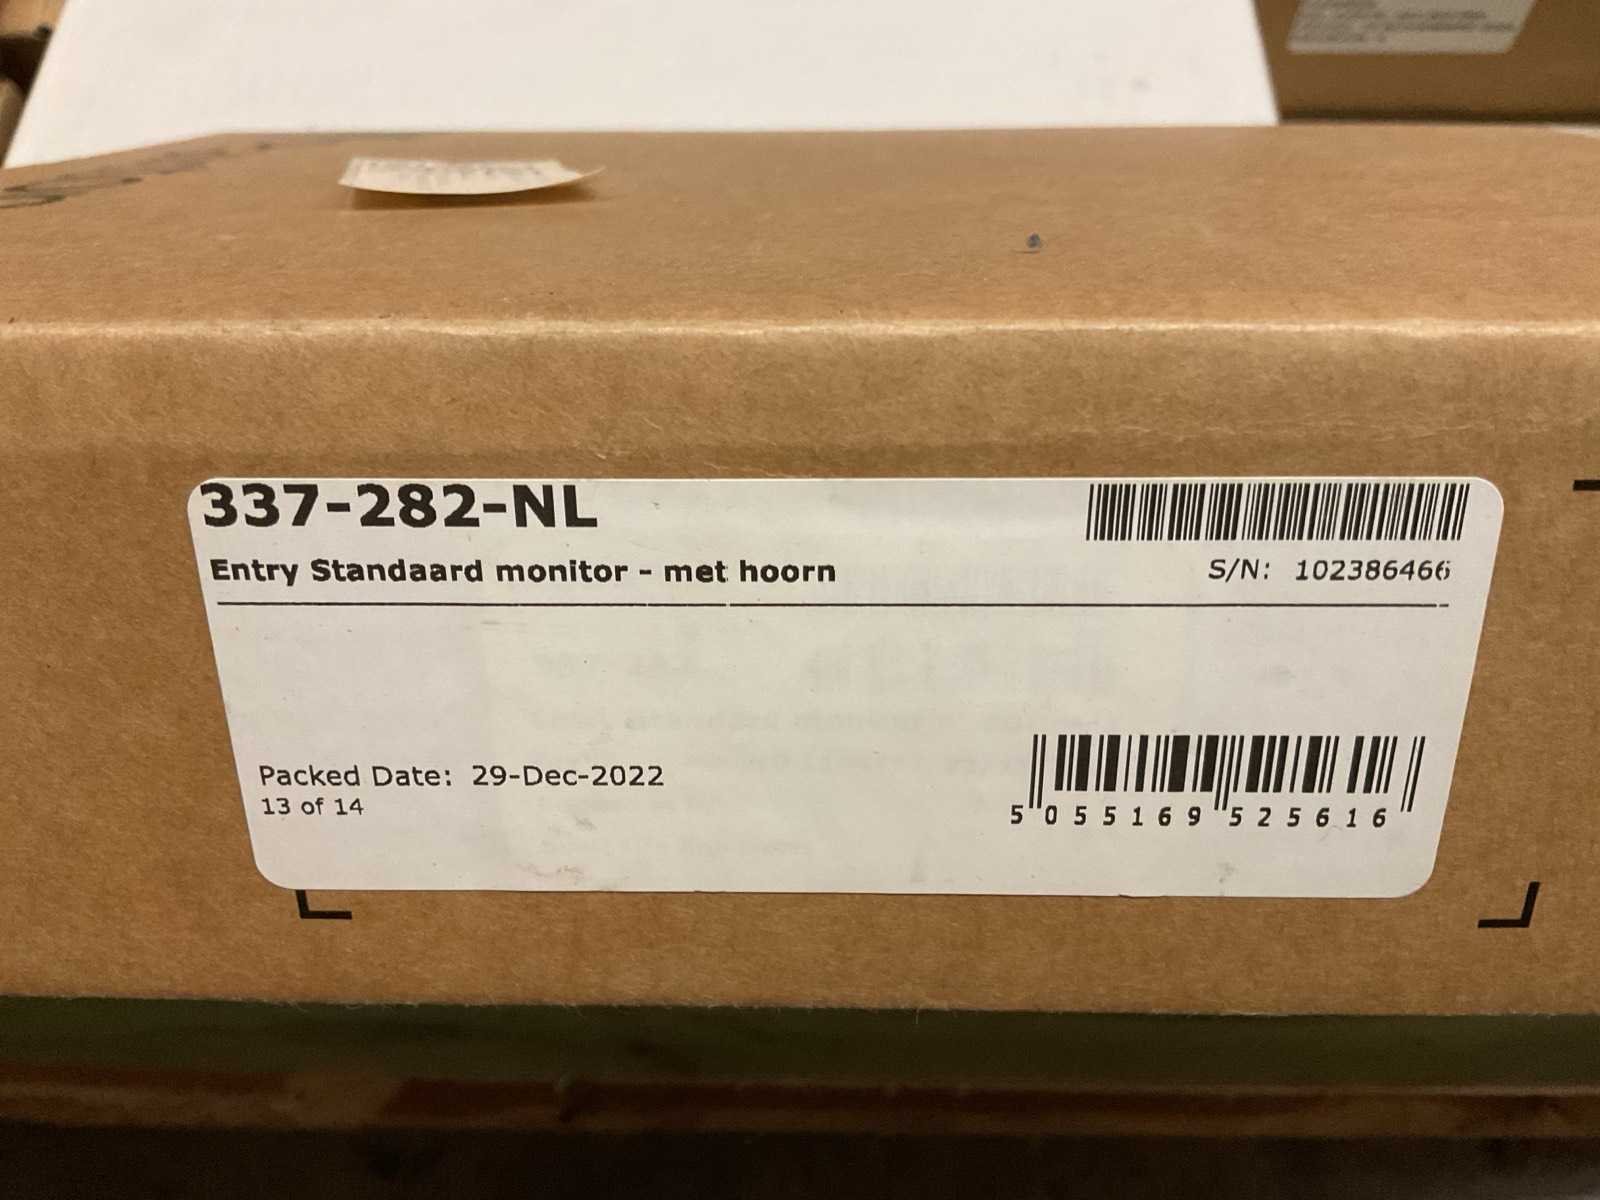 337-282-NL
Entry Standaard monitor - met hoorn
S/N: 102386466
Packed Date: 29-Dec-2022
13 of 14
5 055169 525616